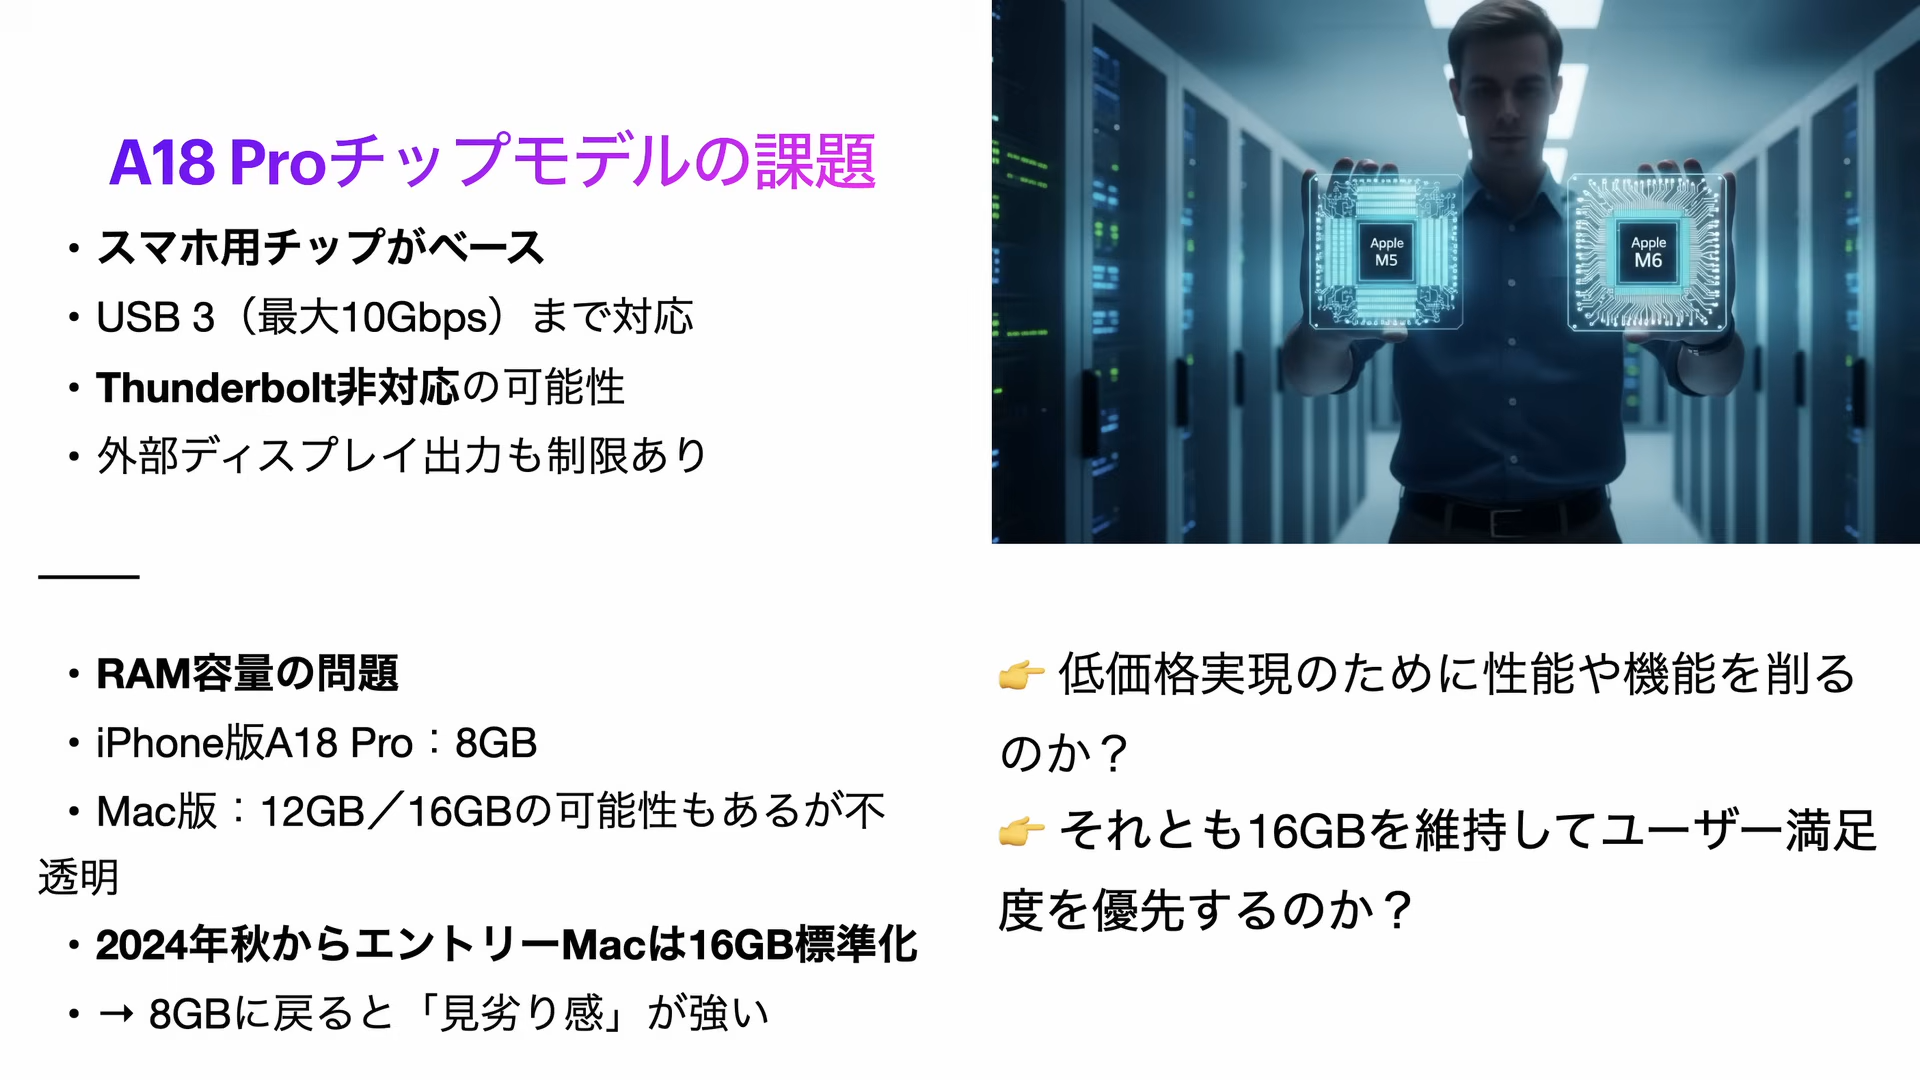 A18 Proチップモデルの課題
・スマホ用チップがベース
・USB 3（最大10Gbps）まで対応
・Thunderbolt非対応の可能性
・外部ディスプレイ出力も制限あり
・RAM容量の問題
・iPhone版A18 Pro：8GB
・Mac版：12GB／16GBの可能性もあるが不
透明
・2024年秋からエントリーMacは16GB標準化
・→ 8GBに戻ると「見劣り感」が強い
Apple
M5
Apple
M6
👉 低価格実現のために性能や機能を削る
のか？
👉 それとも16GBを維持してユーザー満足
度を優先するのか？